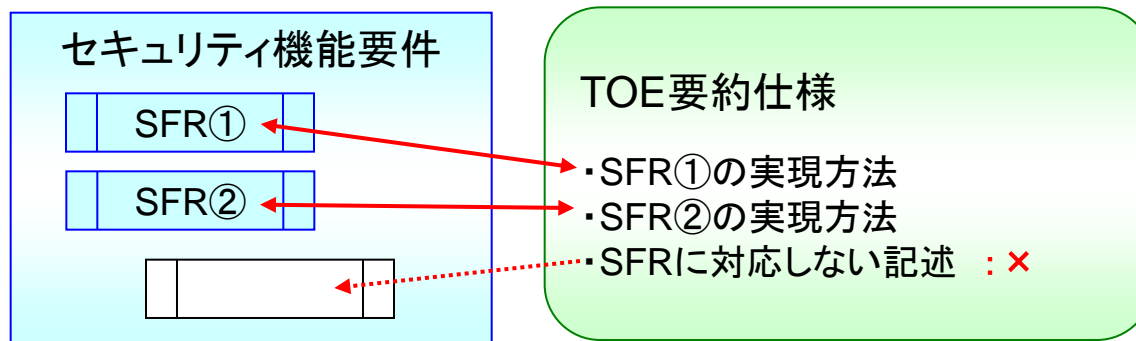 セキュリティ機能要件
SFR①
SFR②
TOE要約仕様
・SFR①の実現方法
・SFR②の実現方法
・SFRに対応しない記述 :×